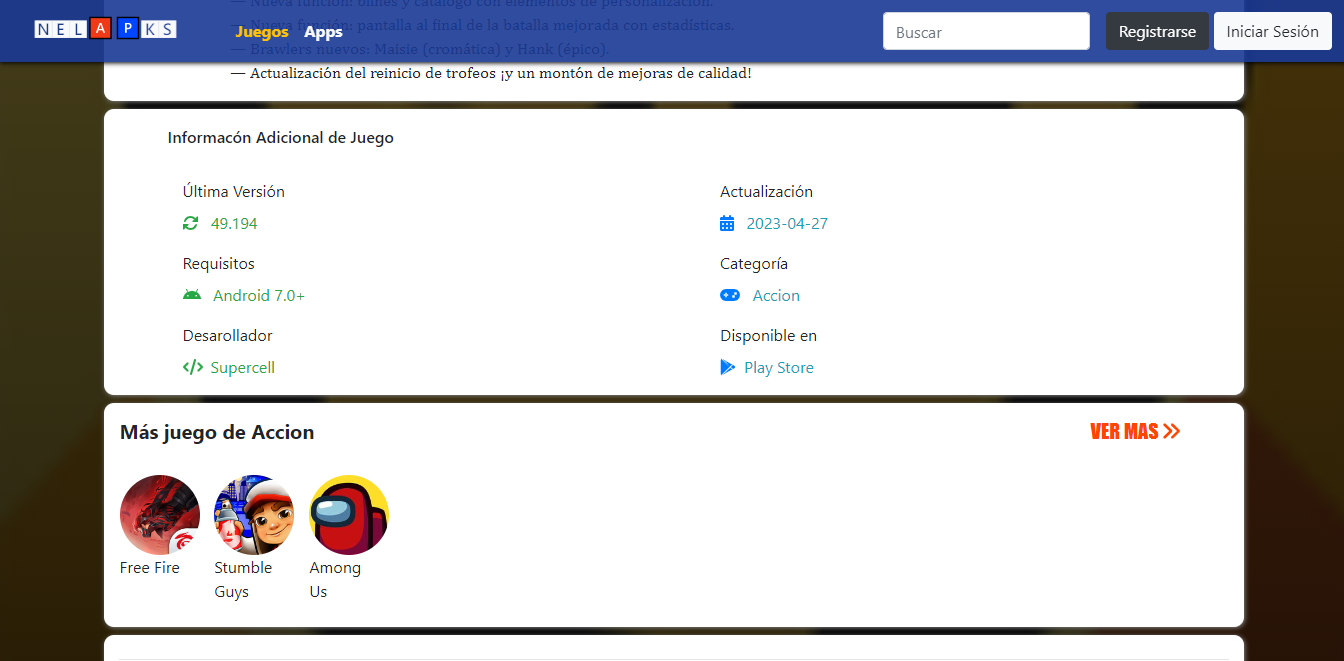 — Nueva función: blines y catálogo con elementos de personalización.
NELAPKS
Juegos Apps
Buscar
Registrarse
Iniciar Sesión
— Nueva función: pantalla al final de la batalla mejorada con estadísticas.
— Brawlers nuevos: Maisie (cromática) y Hank (épico).
— Actualización del reinicio de trofeos ¡y un montón de mejoras de calidad!
Informacón Adicional de Juego
Última Versión
49.194
Actualización
2023-04-27
Requisitos
Android 7.0+
Categoría
Accion
Desarollador
Supercell
Disponible en
Play Store
Más juego de Accion
VER MAS
Free Fire
Stumble
Guys
Among
Us